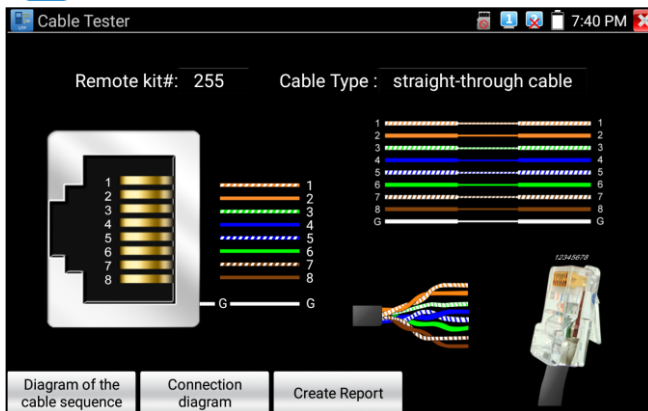 Cable Tester
1
7:40 PM
Remote kit#: 255
Cable Type : straight-through cable
1 1
2 2
3 3
4 4
5 5
6 6
7 7
8 8
G G
1 1
2 2
3 3
4 4
5 5
6 6
7 7
8 8
G G
12345678
Diagram of the
cable sequence
Connection
diagram
Create Report